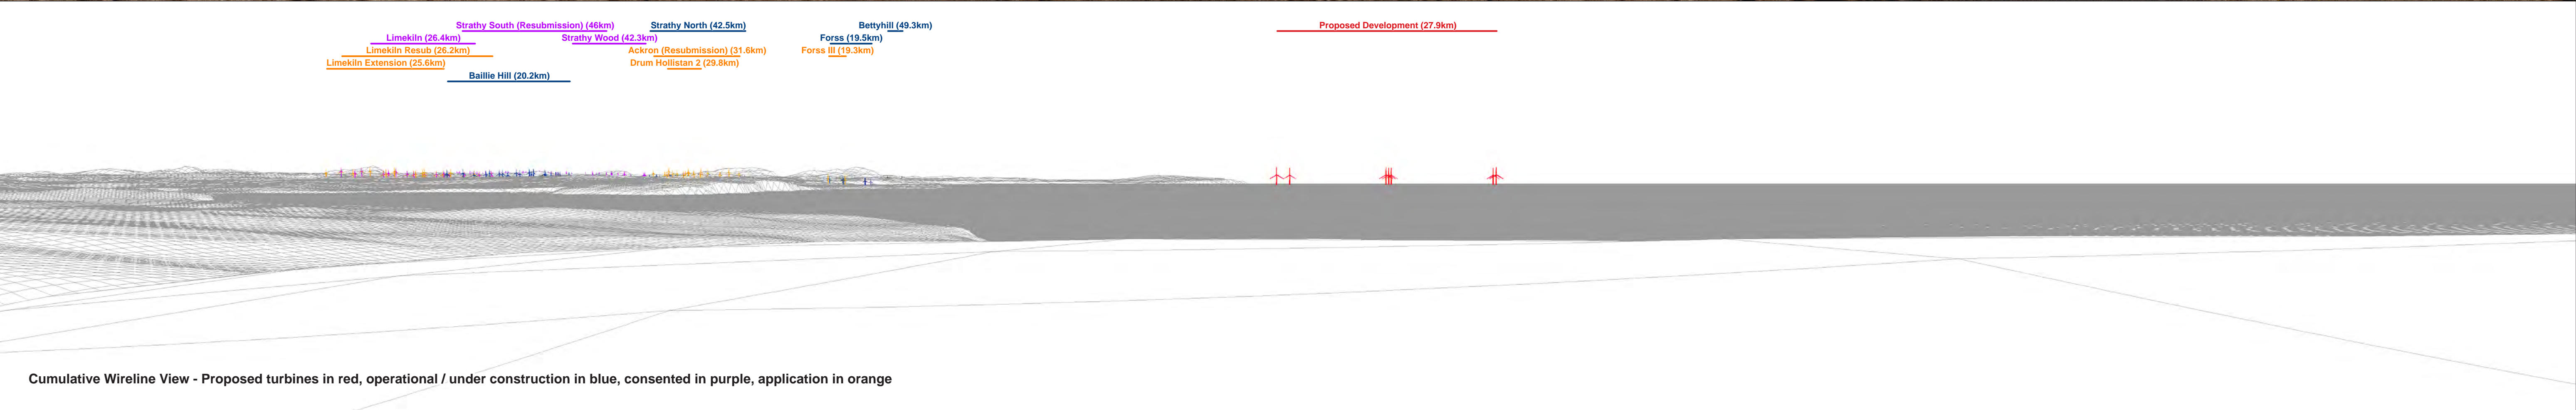 Strathy South (Resubmission) (46km)
Strathy North (42.5km)
Bettyhill (49.3km)
Proposed Development (27.9km)
Limekiln (26.4km)
Strathy Wood (42.3km)
Forss (19.5km)
Limekiln Resub (26.2km)
Ackron (Resubmission) (31.6km)
Forss III (19.3km)
Limekiln Extension (25.6km)
Drum Hollistan 2 (29.8km)
Baillie Hill (20.2km)
Cumulative Wireline View - Proposed turbines in red, operational / under construction in blue, consented in purple, application in orange